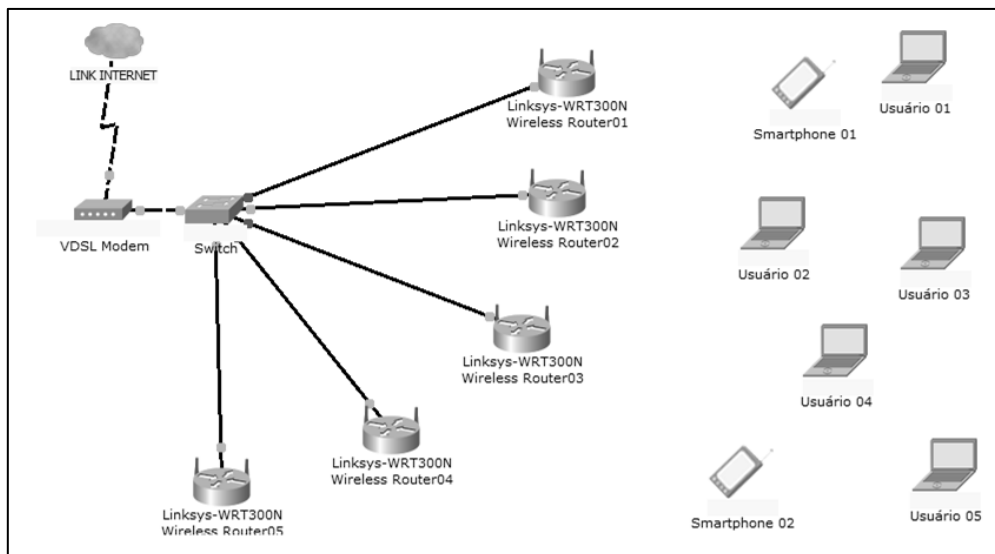 LINK INTERNET
VDSL Modem
Switch
Linksys-WRT300N
Wireless Router01
Linksys-WRT300N
Wireless Router02
Linksys-WRT300N
Wireless Router03
Linksys-WRT300N
Wireless Router04
Linksys-WRT300N
Wireless Router05
Smartphone 01
Usuário 01
Usuário 02
Usuário 03
Usuário 04
Smartphone 02
Usuário 05